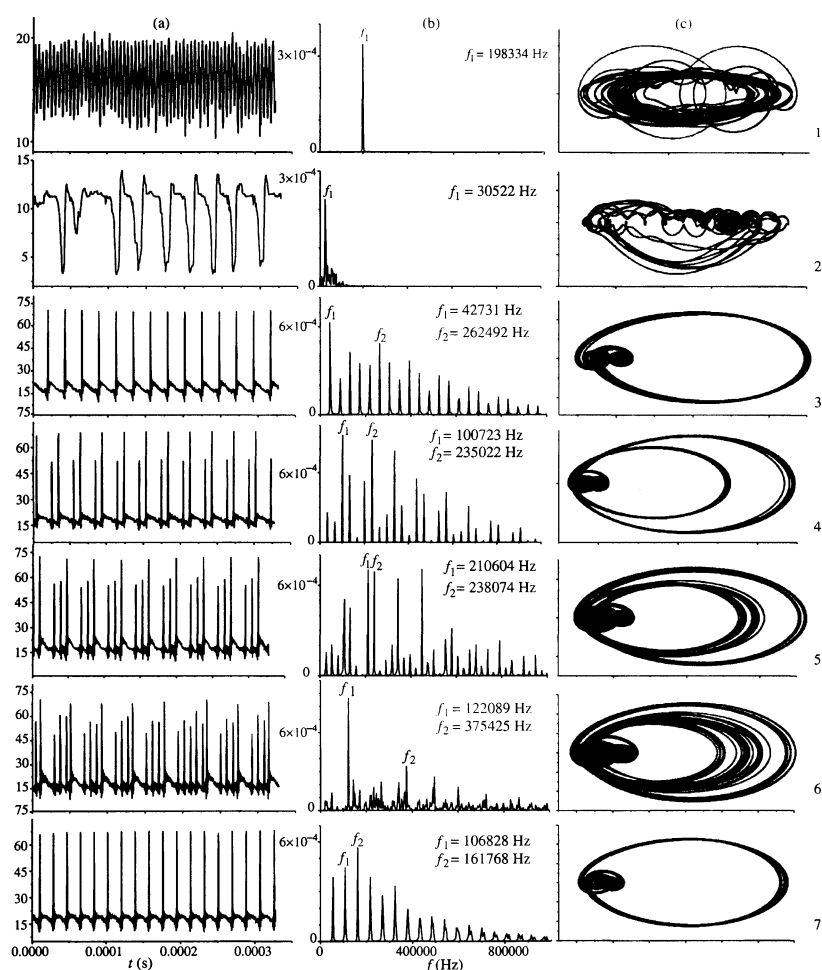 (a) (b) (c)
20
10
3×10⁻⁴
0
f₁
f₁ = 198334 Hz
1
15
10
5
3×10⁻⁴
0
f₁
f₁ = 30522 Hz
2
75
60
45
30
15
6×10⁻⁴
0
f₁
f₂
f₁ = 42731 Hz
f₂ = 262492 Hz
3
75
60
45
30
15
6×10⁻⁴
0
f₁
f₂
f₁ = 100723 Hz
f₂ = 235022 Hz
4
75
60
45
30
15
6×10⁻⁴
0
f₁f₂
f₁ = 210604 Hz
f₂ = 238074 Hz
5
75
60
45
30
15
6×10⁻⁴
0
f₁
f₂
f₁ = 122089 Hz
f₂ = 375425 Hz
6
75
60
45
30
15
6×10⁻⁴
0
f₁
f₂
f₁ = 106828 Hz
f₂ = 161768 Hz
7
0.0000 0.0001 0.0002 0.0003
t (s)
0 400000 800000
f (Hz)